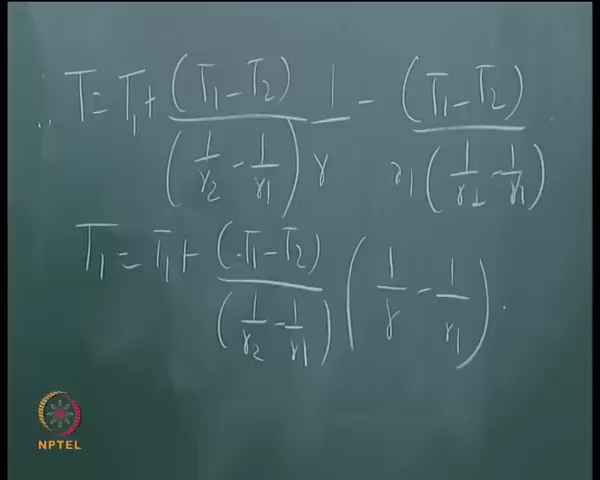 ∴ T = T₁ + (T₁ - T₂) / (1/r₂ - 1/r₁) 1/r - (T₁ - T₂) / r₁(1/r₂ - 1/r₁).
T₁ = T₁ + (T₁ - T₂) / (1/r₂ - 1/r₁) (1/r - 1/r₁).
NPTEL